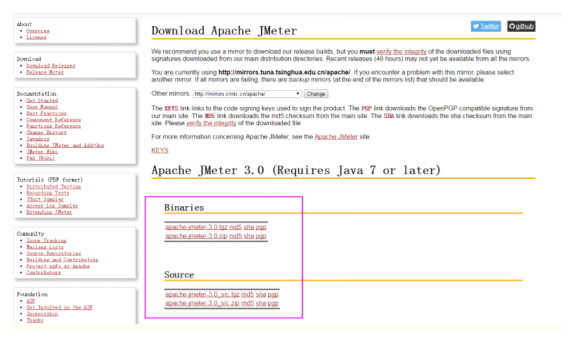 About
Overview
License
Download
Download Releases
Release Notes
Documentation
Get Started
User Manual
Best Practices
Component Reference
Functions Reference
Change History
Javadocs
Building JMeter and Add-Ons
JMeter Wiki
FAQ (Wiki)
Tutorials (PDF format)
Distributed Testing
Recording Tests
JUnit Sampler
Access Log Sampler
Extending JMeter
Community
Issue Tracking
Mailing Lists
Source Repositories
Building and Contributing
Project info at Apache
Contributors
Foundation
ASF
Get Involved in the ASF
Sponsorship
Thanks
Twitter
github
Download Apache JMeter
We recommend you use a mirror to download our release builds, but you must verify the integrity of the downloaded files using
signatures downloaded from our main distribution directories. Recent releases (48 hours) may not yet be available from all the mirrors.
You are currently using http://mirrors.tuna.tsinghua.edu.cn/apache/. If you encounter a problem with this mirror, please select
another mirror. If all mirrors are failing, there are backup mirrors (at the end of the mirrors list) that should be available.
Other mirrors: http://mirrors.cnnic.cn/apache/ Change
The KEYS link links to the code signing keys used to sign the product. The PGP link downloads the OpenPGP compatible signature from
our main site. The MD5 link downloads the md5 checksum from the main site. The SHA link downloads the sha checksum from the main
site. Please verify the integrity of the downloaded file.
For more information concerning Apache JMeter, see the Apache JMeter site.
KEYS
Apache JMeter 3.0 (Requires Java 7 or later)
Binaries
apache-jmeter-3.0.tgz md5 sha pgp
apache-jmeter-3.0.zip md5 sha pgp
Source
apache-jmeter-3.0_src.tgz md5 sha pgp
apache-jmeter-3.0_src.zip md5 sha pgp